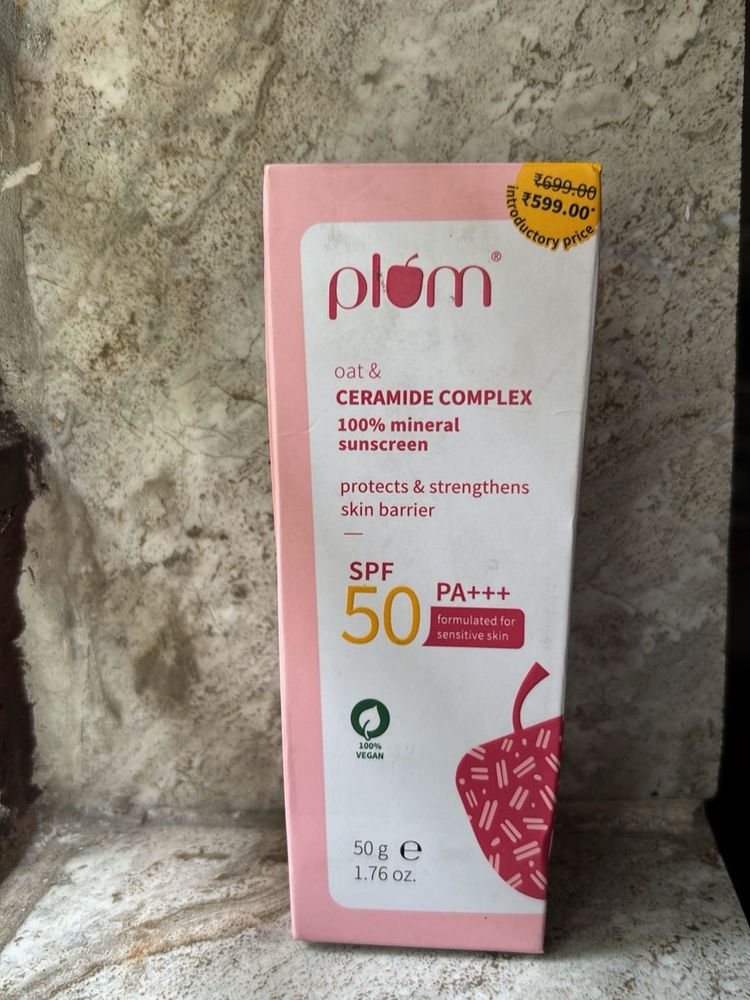 ₹699.00
₹599.00*
introductory price
plum®
oat &
CERAMIDE COMPLEX
100% mineral
sunscreen
protects & strengthens
skin barrier
SPF
50
PA+++
formulated for
sensitive skin
100%
VEGAN
50 g ℮
1.76 oz.